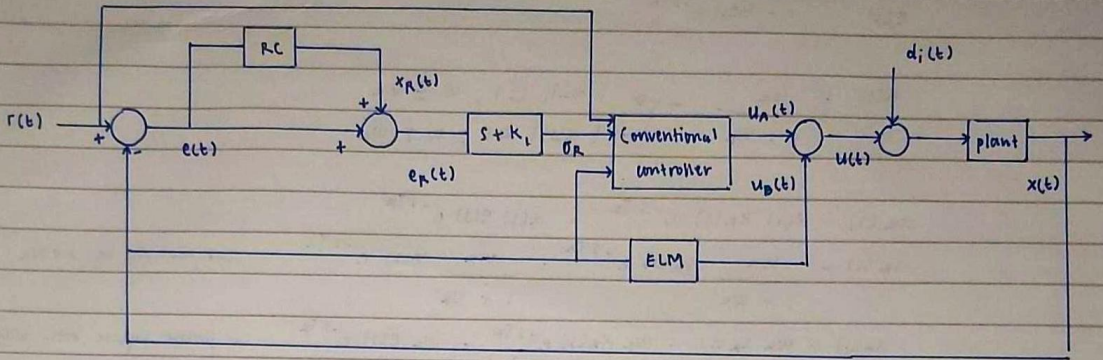 RC
d_i(t)
x_R(t)
r(t)
+
+
+
-
e(t)
e_R(t)
S + K_1
σ_R
Conventional
controller
u_A(t)
u_B(t)
u(t)
plant
x(t)
ELM